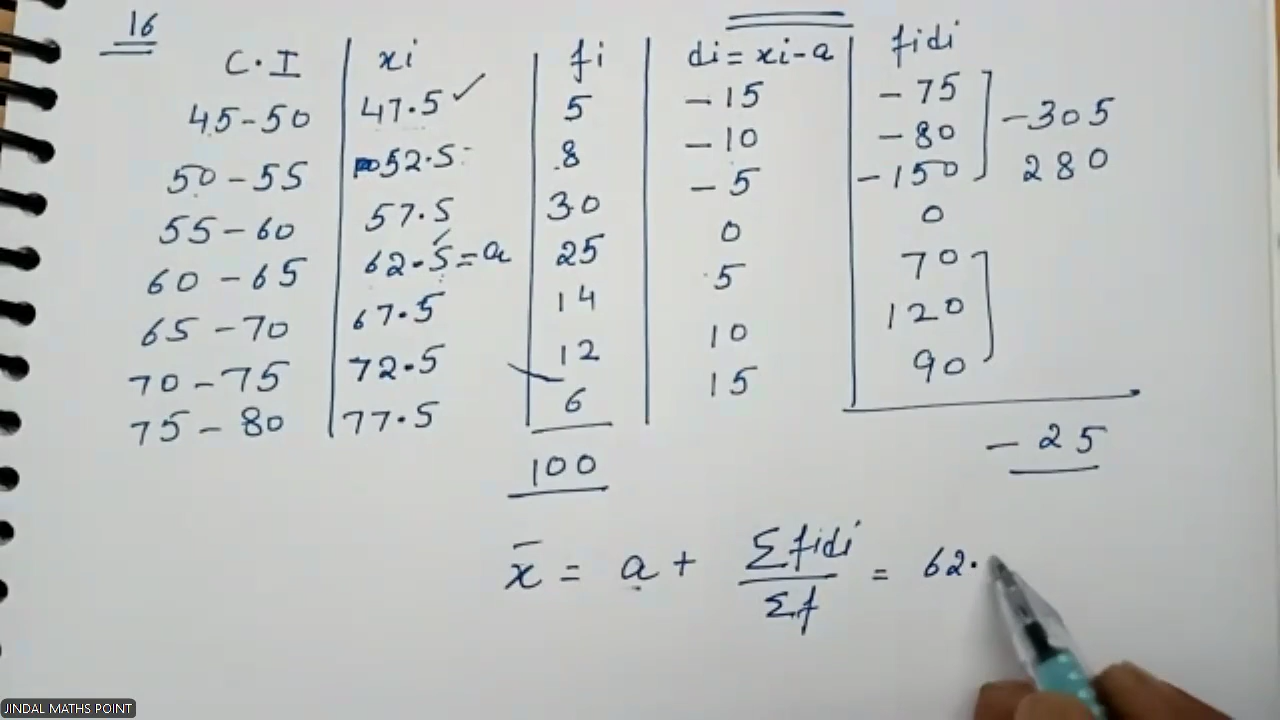 16
C.I xi fi di = xi - a fidi
45-50 47.5 ✓ 5 -15 -75
50-55 52.5 8 -10 -80 -305
55-60 57.5 30 -5 -150 280
60-65 62.5=a 25 0 0
65-70 67.5 14 5 70
70-75 72.5 12 10 120
75-80 77.5 6 15 90
100 -25
x̄ = a + Σfidi/Σf = 62.
JINDAL MATHS POINT